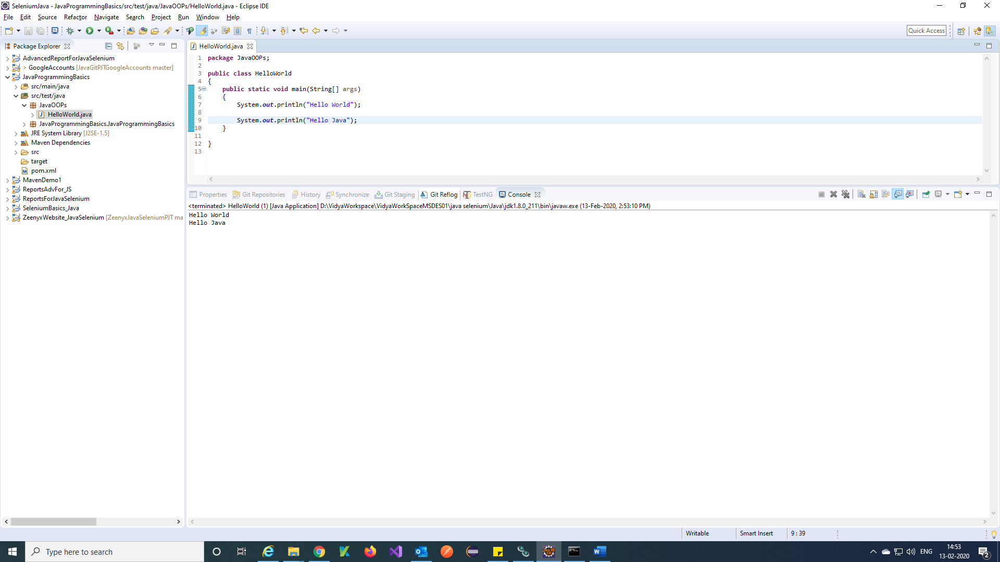 SeleniumJava - JavaProgrammingBasics/src/test/java/JavaOOPs/HelloWorld.java - Eclipse IDE
File Edit Source Refactor Navigate Search Project Run Window Help
Quick Access
Package Explorer
AdvancedReportForJavaSelenium
> GoogleAccounts [JavaGitPJTGoogleAccounts master]
JavaProgrammingBasics
src/main/java
src/test/java
JavaOOPs
HelloWorld.java
JavaProgrammingBasics.JavaProgrammingBasics
JRE System Library [J2SE-1.5]
Maven Dependencies
src
target
pom.xml
MavenDemo1
ReportsAdvFor_JS
ReportsForJavaSelenium
SeleniumBasics_Java
ZeenyxWebsite_JavaSelenium [ZeenyxJavaSeleniumPJT ma
HelloWorld.java
1 package JavaOOPs;
2
3 public class HelloWorld
4 {
5 public static void main(String[] args)
6 {
7 System.out.println("Hello World");
8
9 System.out.println("Hello Java");
10 }
11
12 }
13
Properties Git Repositories History Synchronize Git Staging Git Reflog TestNG Console
<terminated> HelloWorld (1) [Java Application] D:\VidyaWorkspace\VidyaWorkSpaceMSDES01\java selenium\Java\jdk1.8.0_211\bin\javaw.exe (13-Feb-2020, 2:53:10 PM)
Hello World
Hello Java
Writable Smart Insert 9 : 39
Type here to search
ENG
14:53
13-02-2020
2